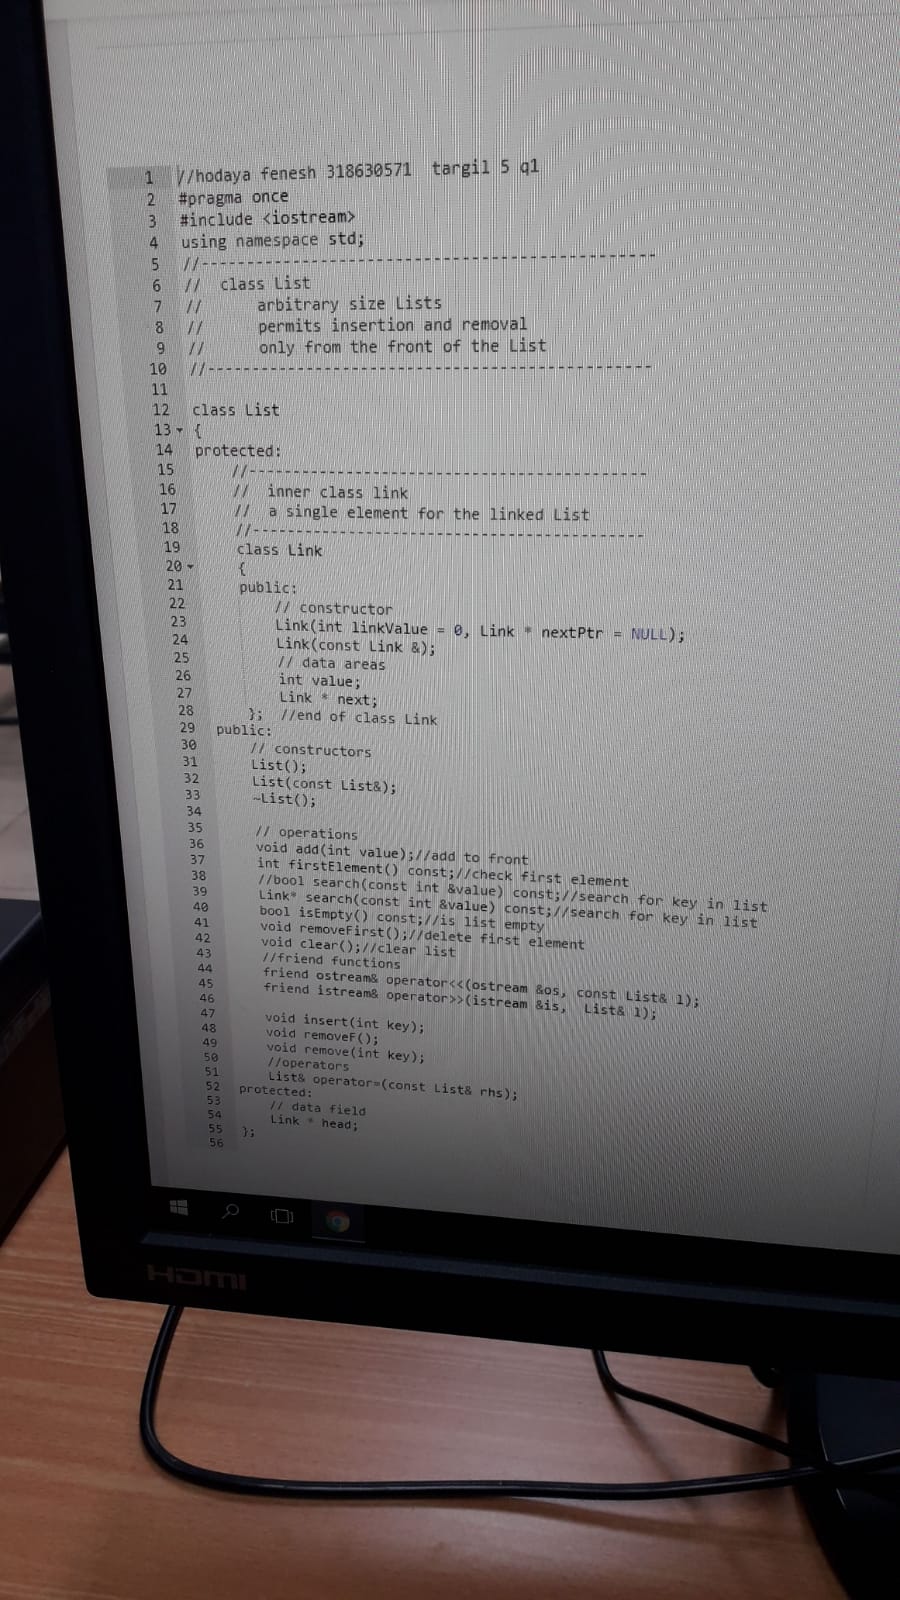 1 //hodaya fenesh 318630571  targil 5 q1
2 #pragma once
3 #include <iostream>
4 using namespace std;
5 //--------------------------------------------------
6 //  class List
7 //      arbitrary size Lists
8 //      permits insertion and removal
9 //      only from the front of the List
10 //-------------------------------------------------
11
12 class List
13 {
14 protected:
15     //--------------------------------------------
16     //  inner class link
17     //  a single element for the linked List
18     //--------------------------------------------
19     class Link
20     {
21     public:
22         // constructor
23         Link(int linkValue = 0, Link * nextPtr = NULL);
24         Link(const Link &);
25         // data areas
26         int value;
27         Link * next;
28     };  //end of class Link
29 public:
30     // constructors
31     List();
32     List(const List&);
33     ~List();
34
35     // operations
36     void add(int value);//add to front
37     int firstElement() const;//check first element
38     //bool search(const int &value) const;//search for key in list
39     Link* search(const int &value) const;//search for key in list
40     bool isEmpty() const;//is list empty
41     void removeFirst();//delete first element
42     void clear();//clear list
43     //friend functions
44     friend ostream& operator<<(ostream &os, const List& l);
45     friend istream& operator>>(istream &is,  List& l);
46
47     void insert(int key);
48     void removeF();
49     void remove(int key);
50     //operators
51     List& operator=(const List& rhs);
52 protected:
53     // data field
54     Link * head;
55 };
56
HDMI